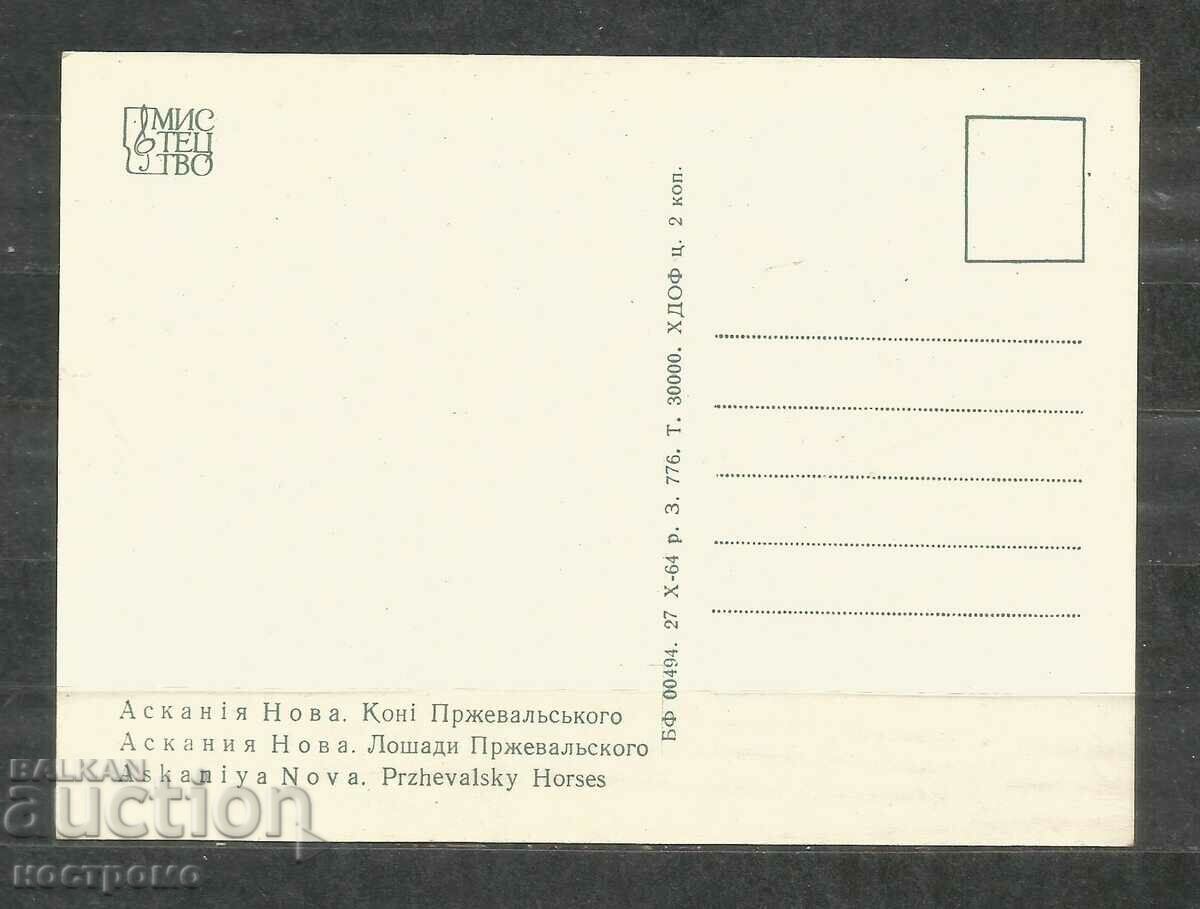 МИС
ТЕЦ
ТВО
БФ 00494. 27 Х-64 р. З. 776. Т. 30000. ХДОФ ц. 2 коп.
Асканія Нова. Коні Пржевальського
Аскания Нова. Лошади Пржевальского
Askaniya Nova. Przhevalsky Horses
BALKAN
auction
костромо